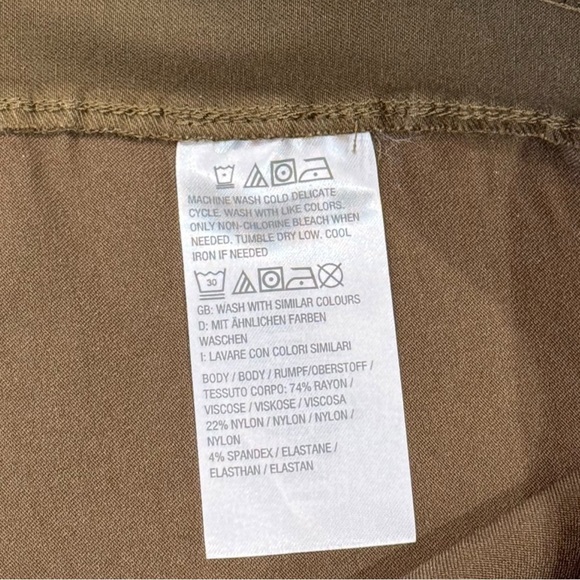 MACHINE WASH COLD DELICATE
CYCLE. WASH WITH LIKE COLORS.
ONLY NON-CHLORINE BLEACH WHEN
NEEDED. TUMBLE DRY LOW. COOL
IRON IF NEEDED
30
GB: WASH WITH SIMILAR COLOURS
D: MIT ÄHNLICHEN FARBEN
WASCHEN
I: LAVARE CON COLORI SIMILARI
BODY / BODY / RUMPF/OBERSTOFF /
TESSUTO CORPO: 74% RAYON /
VISCOSE / VISKOSE / VISCOSA
22% NYLON / NYLON / NYLON /
NYLON
4% SPANDEX / ELASTANE /
ELASTHAN / ELASTAN